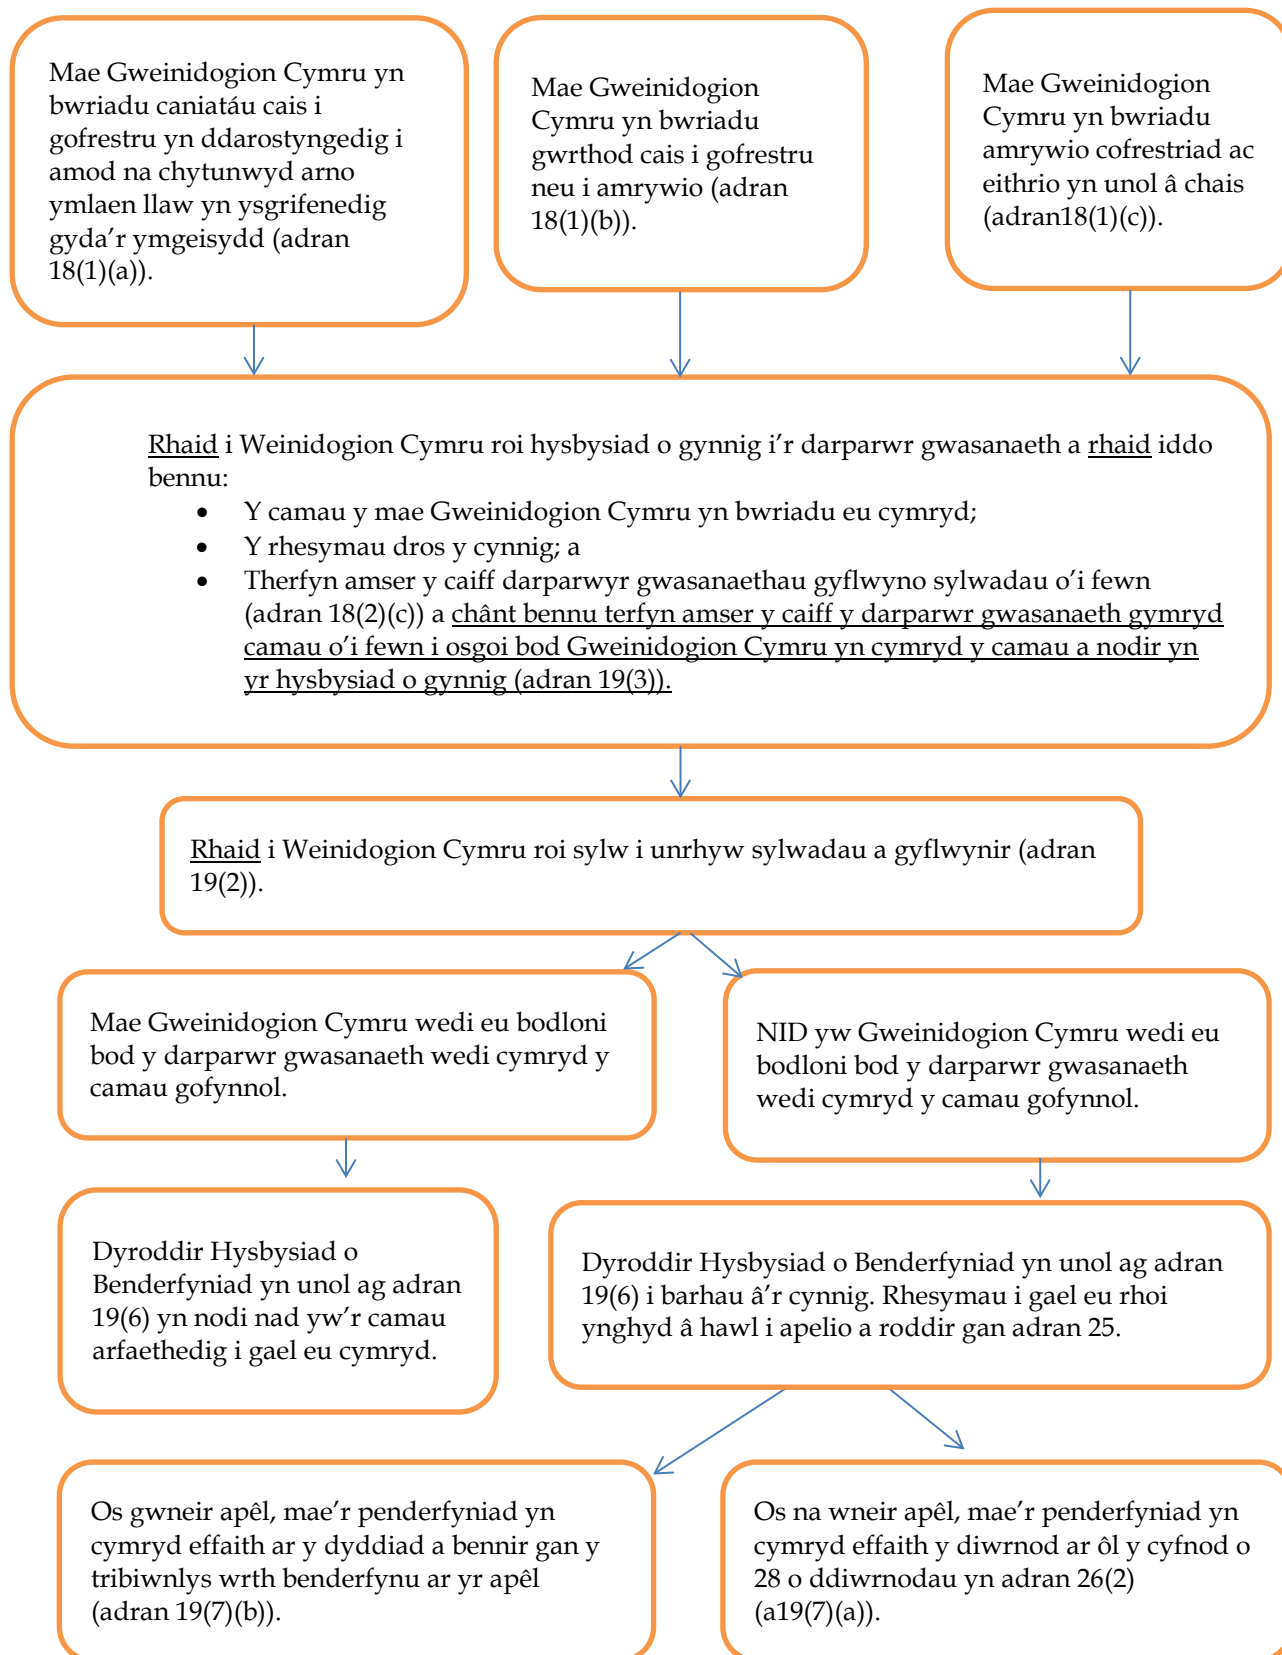 Mae Gweinidogion Cymru yn
bwriadu caniatáu cais i
gofrestru yn ddarostyngedig i
amod na chytunwyd arno
ymlaen llaw yn ysgrifenedig
gyda'r ymgeisydd (adran
18(1)(a)).
Mae Gweinidogion
Cymru yn bwriadu
gwrthod cais i gofrestru
neu i amrywio (adran
18(1)(b)).
Mae Gweinidogion
Cymru yn bwriadu
amrywio cofrestriad ac
eithrio yn unol â chais
(adran18(1)(c)).
Rhaid i Weinidogion Cymru roi hysbysiad o gynnig i'r darparwr gwasanaeth a rhaid iddo
bennu:
• Y camau y mae Gweinidogion Cymru yn bwriadu eu cymryd;
• Y rhesymau dros y cynnig; a
• Therfyn amser y caiff darparwyr gwasanaethau gyflwyno sylwadau o'i fewn
(adran 18(2)(c)) a chânt bennu terfyn amser y caiff y darparwr gwasanaeth gymryd
camau o'i fewn i osgoi bod Gweinidogion Cymru yn cymryd y camau a nodir yn
yr hysbysiad o gynnig (adran 19(3)).
Rhaid i Weinidogion Cymru roi sylw i unrhyw sylwadau a gyflwynir (adran
19(2)).
Mae Gweinidogion Cymru wedi eu bodloni
bod y darparwr gwasanaeth wedi cymryd y
camau gofynnol.
NID yw Gweinidogion Cymru wedi eu
bodloni bod y darparwr gwasanaeth
wedi cymryd y camau gofynnol.
Dyroddir Hysbysiad o
Benderfyniad yn unol ag adran
19(6) yn nodi nad yw'r camau
arfaethedig i gael eu cymryd.
Dyroddir Hysbysiad o Benderfyniad yn unol ag adran
19(6) i barhau â'r cynnig. Rhesymau i gael eu rhoi
ynghyd â hawl i apelio a roddir gan adran 25.
Os gwneir apêl, mae'r penderfyniad yn
cymryd effaith ar y dyddiad a bennir gan y
tribiwnlys wrth benderfynu ar yr apêl
(adran 19(7)(b)).
Os na wneir apêl, mae'r penderfyniad yn
cymryd effaith y diwrnod ar ôl y cyfnod o
28 o ddiwrnodau yn adran 26(2)
(a19(7)(a)).